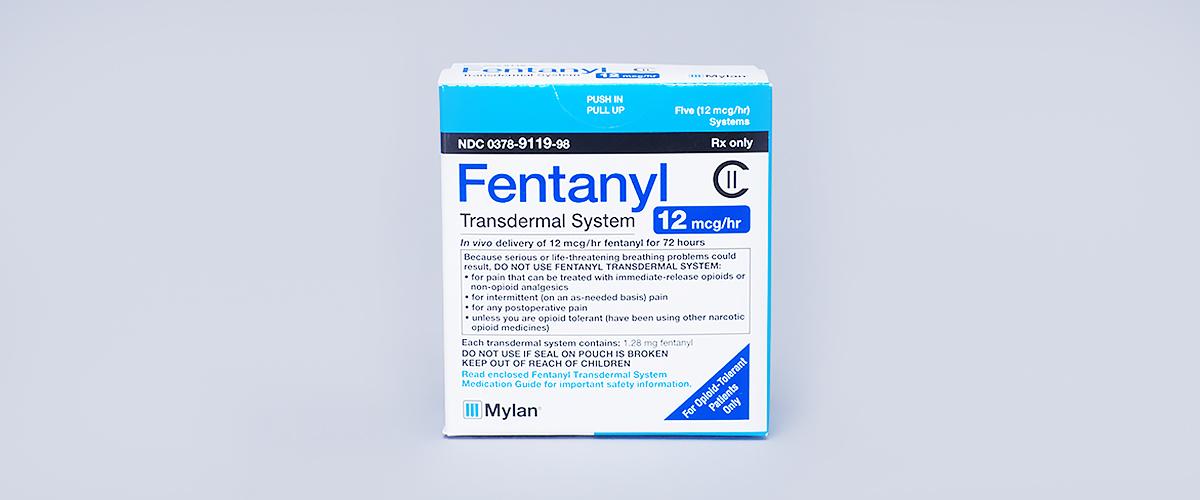 Fentanyl CII
Transdermal System 12 mcg/hr Mylan
PUSH IN
PULL UP
Five (12 mcg/hr)
Systems
NDC 0378-9119-98 Rx only
Fentanyl CII
Transdermal System 12 mcg/hr
In vivo delivery of 12 mcg/hr fentanyl for 72 hours
Because serious or life-threatening breathing problems could
result, DO NOT USE FENTANYL TRANSDERMAL SYSTEM:
• for pain that can be treated with immediate-release opioids or
non-opioid analgesics
• for intermittent (on an as-needed basis) pain
• for any postoperative pain
• unless you are opioid tolerant (have been using other narcotic
opioid medicines)
Each transdermal system contains: 1.28 mg fentanyl
DO NOT USE IF SEAL ON POUCH IS BROKEN
KEEP OUT OF REACH OF CHILDREN
Read enclosed Fentanyl Transdermal System
Medication Guide for important safety information.
For Opioid-Tolerant
Patients
Only
Mylan®